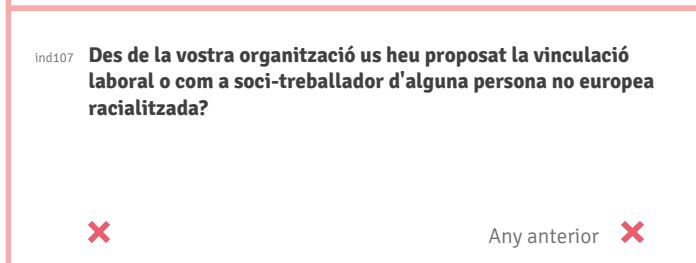 ind107 Des de la vostra organització us heu proposat la vinculació
laboral o com a soci-treballador d'alguna persona no europea
racialitzada?
Any anterior